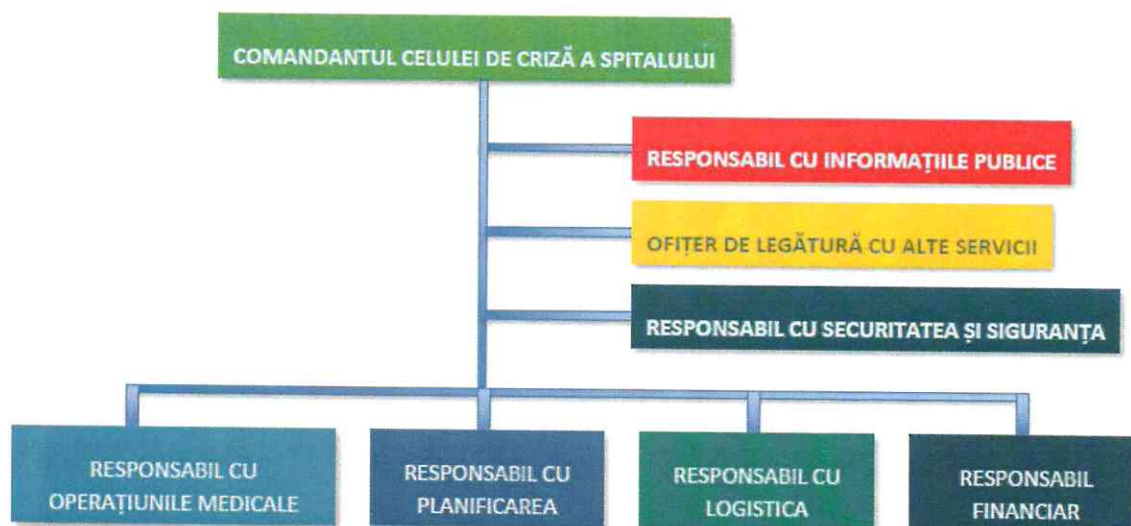 COMANDANTUL CELULEI DE CRIZĂ A SPITALULUI
RESPONSABIL CU INFORMAȚIILE PUBLICE
OFIȚER DE LEGĂTURĂ CU ALTE SERVICII
RESPONSABIL CU SECURITATEA ȘI SIGURANȚA
RESPONSABIL CU
OPERAȚIUNILE MEDICALE
RESPONSABIL CU
PLANIFICAREA
RESPONSABIL CU
LOGISTICA
RESPONSABIL
FINANCIAR